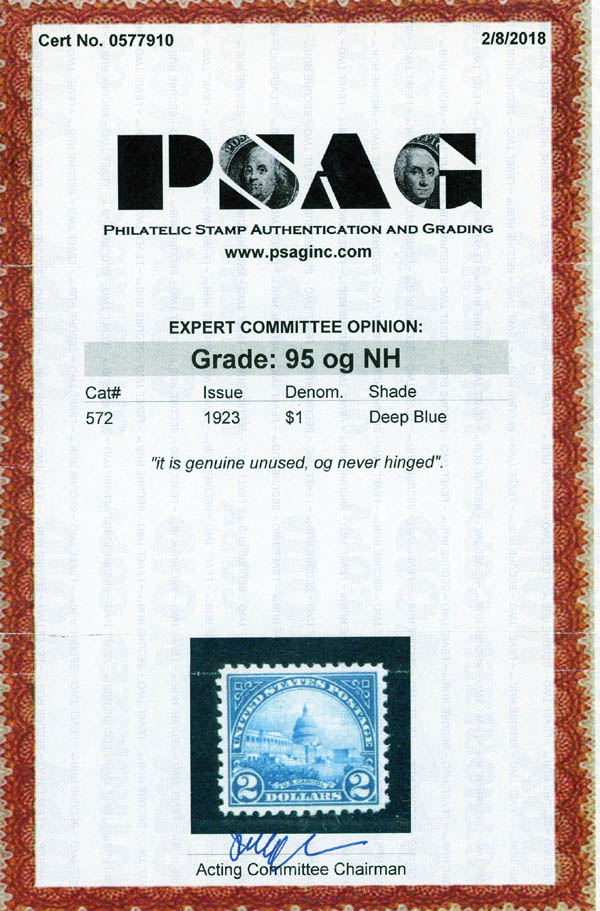 Cert No. 0577910 2/8/2018
PSAG
PHILATELIC STAMP AUTHENTICATION AND GRADING
www.psaginc.com
EXPERT COMMITTEE OPINION:
Grade: 95 og NH
Cat# Issue Denom. Shade
572 1923 $1 Deep Blue
"it is genuine unused, og never hinged".
UNITED STATES POSTAGE
U.S. CAPITOL
2 DOLLARS 2
Acting Committee Chairman